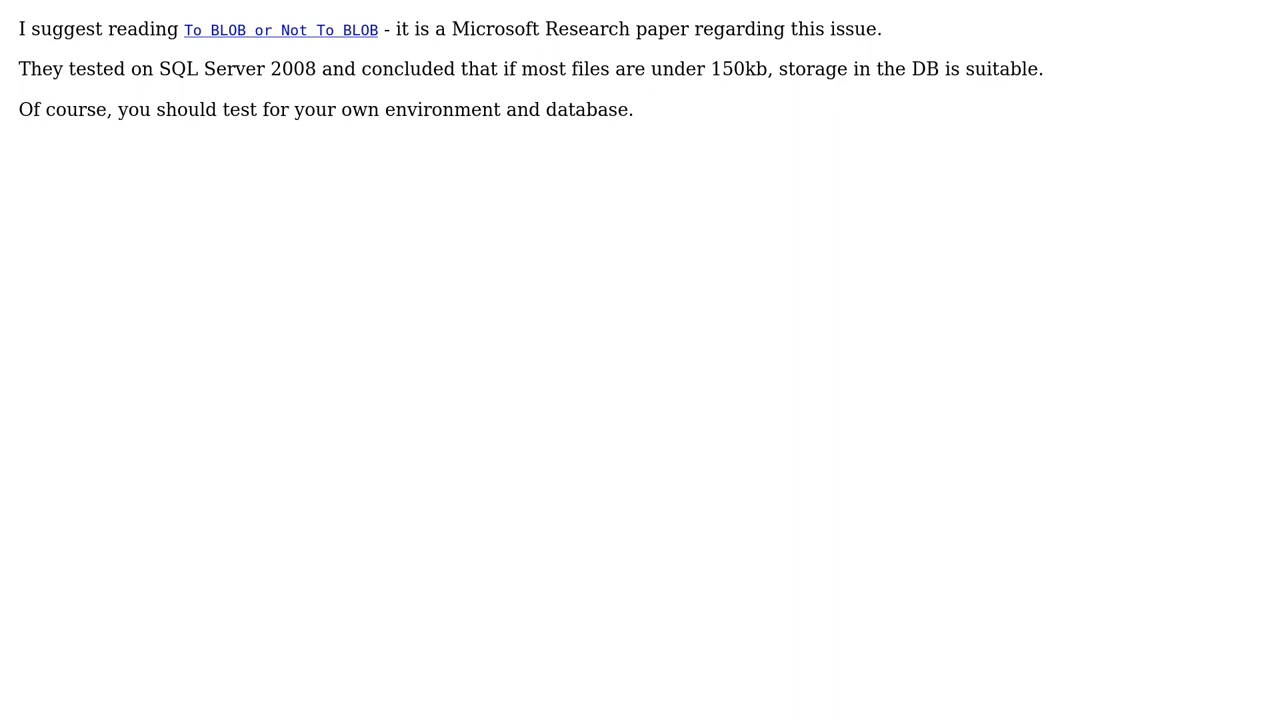 I suggest reading To BLOB or Not To BLOB - it is a Microsoft Research paper regarding this issue.
They tested on SQL Server 2008 and concluded that if most files are under 150kb, storage in the DB is suitable.
Of course, you should test for your own environment and database.